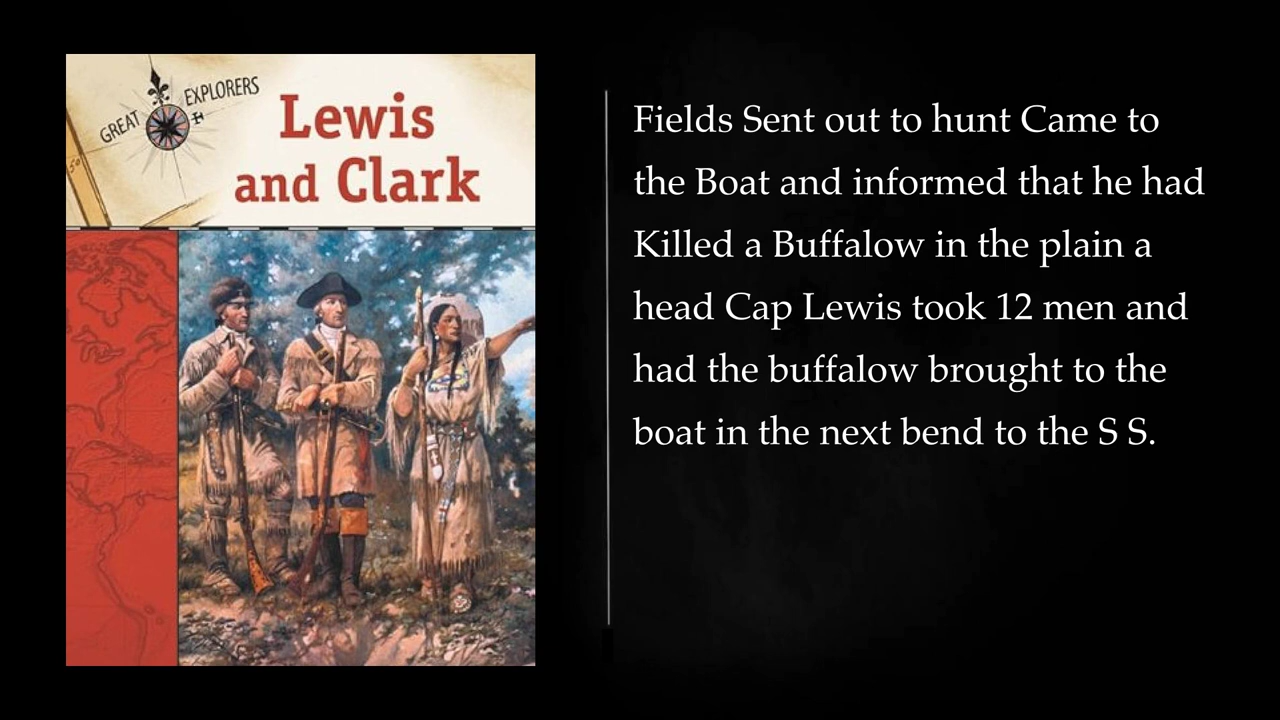 GREAT EXPLORERS
Lewis
and Clark
Fields Sent out to hunt Came to
the Boat and informed that he had
Killed a Buffalow in the plain a
head Cap Lewis took 12 men and
had the buffalow brought to the
boat in the next bend to the S S.